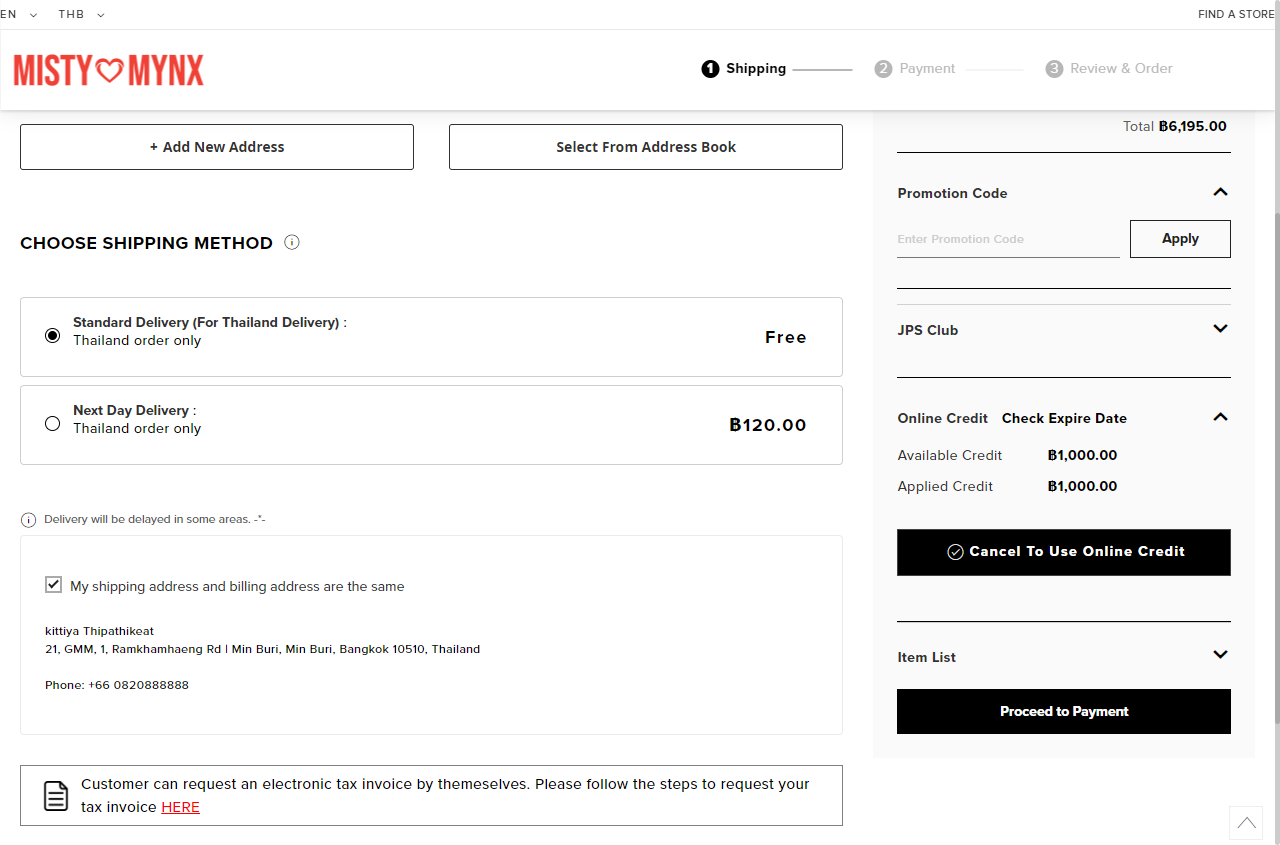 EN THB FIND A STORE
MISTY MYNX
1 Shipping 2 Payment 3 Review & Order
+ Add New Address
Select From Address Book
CHOOSE SHIPPING METHOD
Standard Delivery (For Thailand Delivery) :
Thailand order only
Free
Next Day Delivery :
Thailand order only
฿120.00
Delivery will be delayed in some areas. -*-
My shipping address and billing address are the same
kittiya Thipathikeat
21, GMM, 1, Ramkhamhaeng Rd | Min Buri, Min Buri, Bangkok 10510, Thailand
Phone: +66 0820888888
Customer can request an electronic tax invoice by themeselves. Please follow the steps to request your
tax invoice HERE
Total ฿6,195.00
Promotion Code
Enter Promotion Code
Apply
JPS Club
Online Credit Check Expire Date
Available Credit ฿1,000.00
Applied Credit ฿1,000.00
Cancel To Use Online Credit
Item List
Proceed to Payment